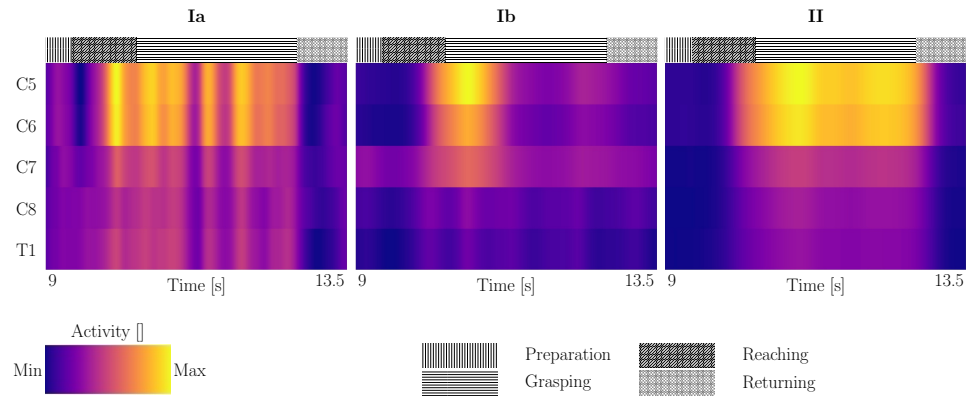 Ia Ib II
C5
C6
C7
C8
T1
9 Time [s] 13.5 9 Time [s] 13.5 9 Time [s] 13.5
Activity []
Min Max
Preparation Reaching
Grasping Returning